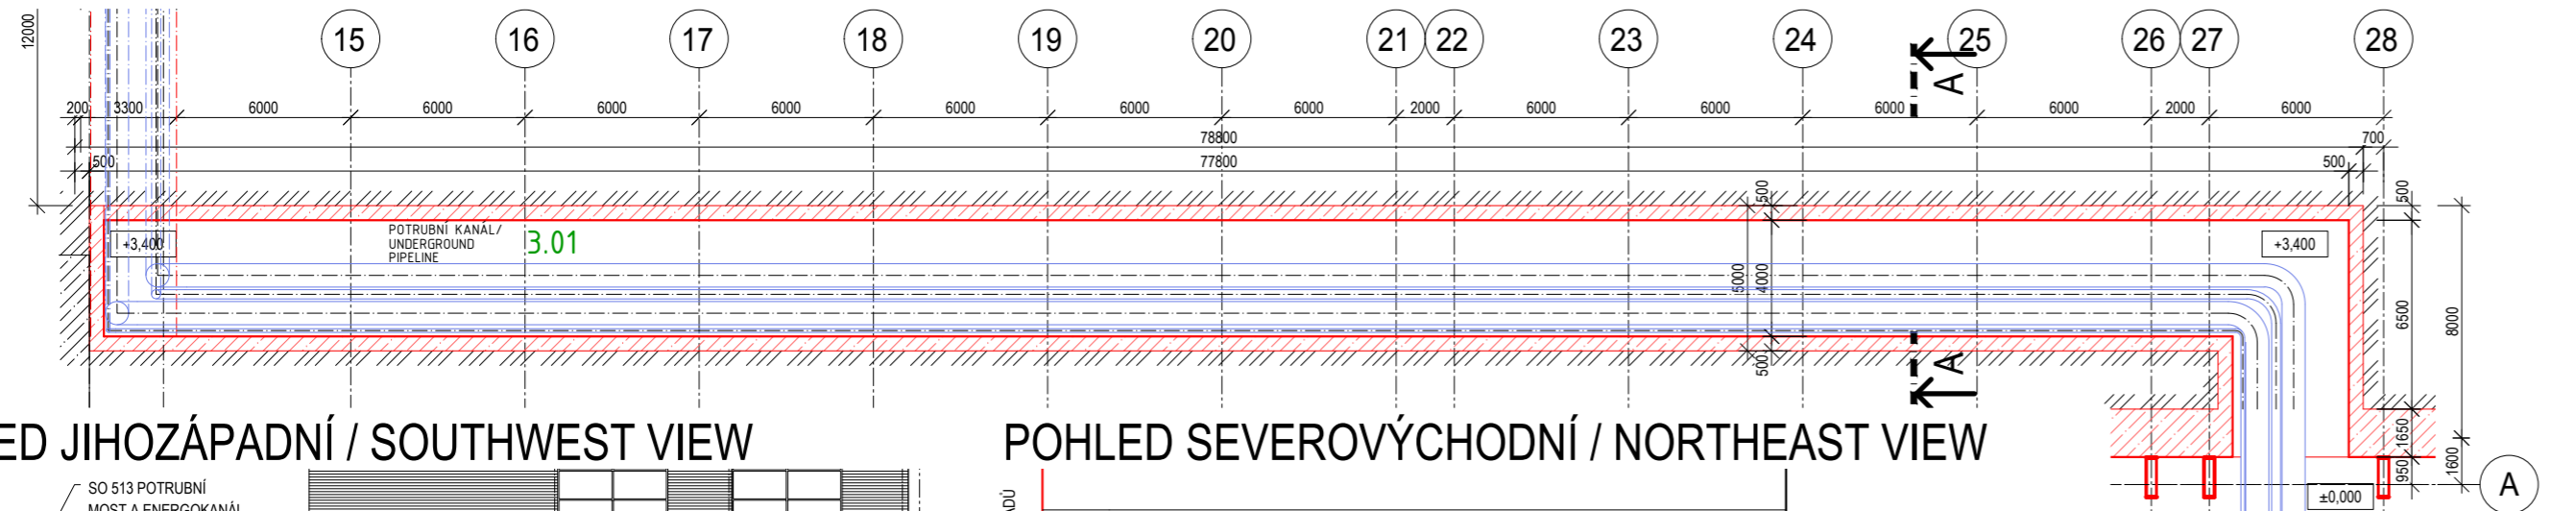 12000
15 16 17 18 19 20 21 22 23 24 25 26 27 28
A
200 3300 6000 6000 6000 6000 6000 6000 6000 2000 6000 6000 6000 6000 2000 6000
78800 700
500 77800 500
500 500
+3,400
POTRUBNÍ KANÁL/
UNDERGROUND
PIPELINE
3.01
+3,400
5000 4000 6500 8000
500 A
ED JIHOZÁPADNÍ / SOUTHWEST VIEW
POHLED SEVEROVÝCHODNÍ / NORTHEAST VIEW
1650
950 1600
SO 513 POTRUBNÍ
MOST A ENERGOKANÁL
±0,000
A